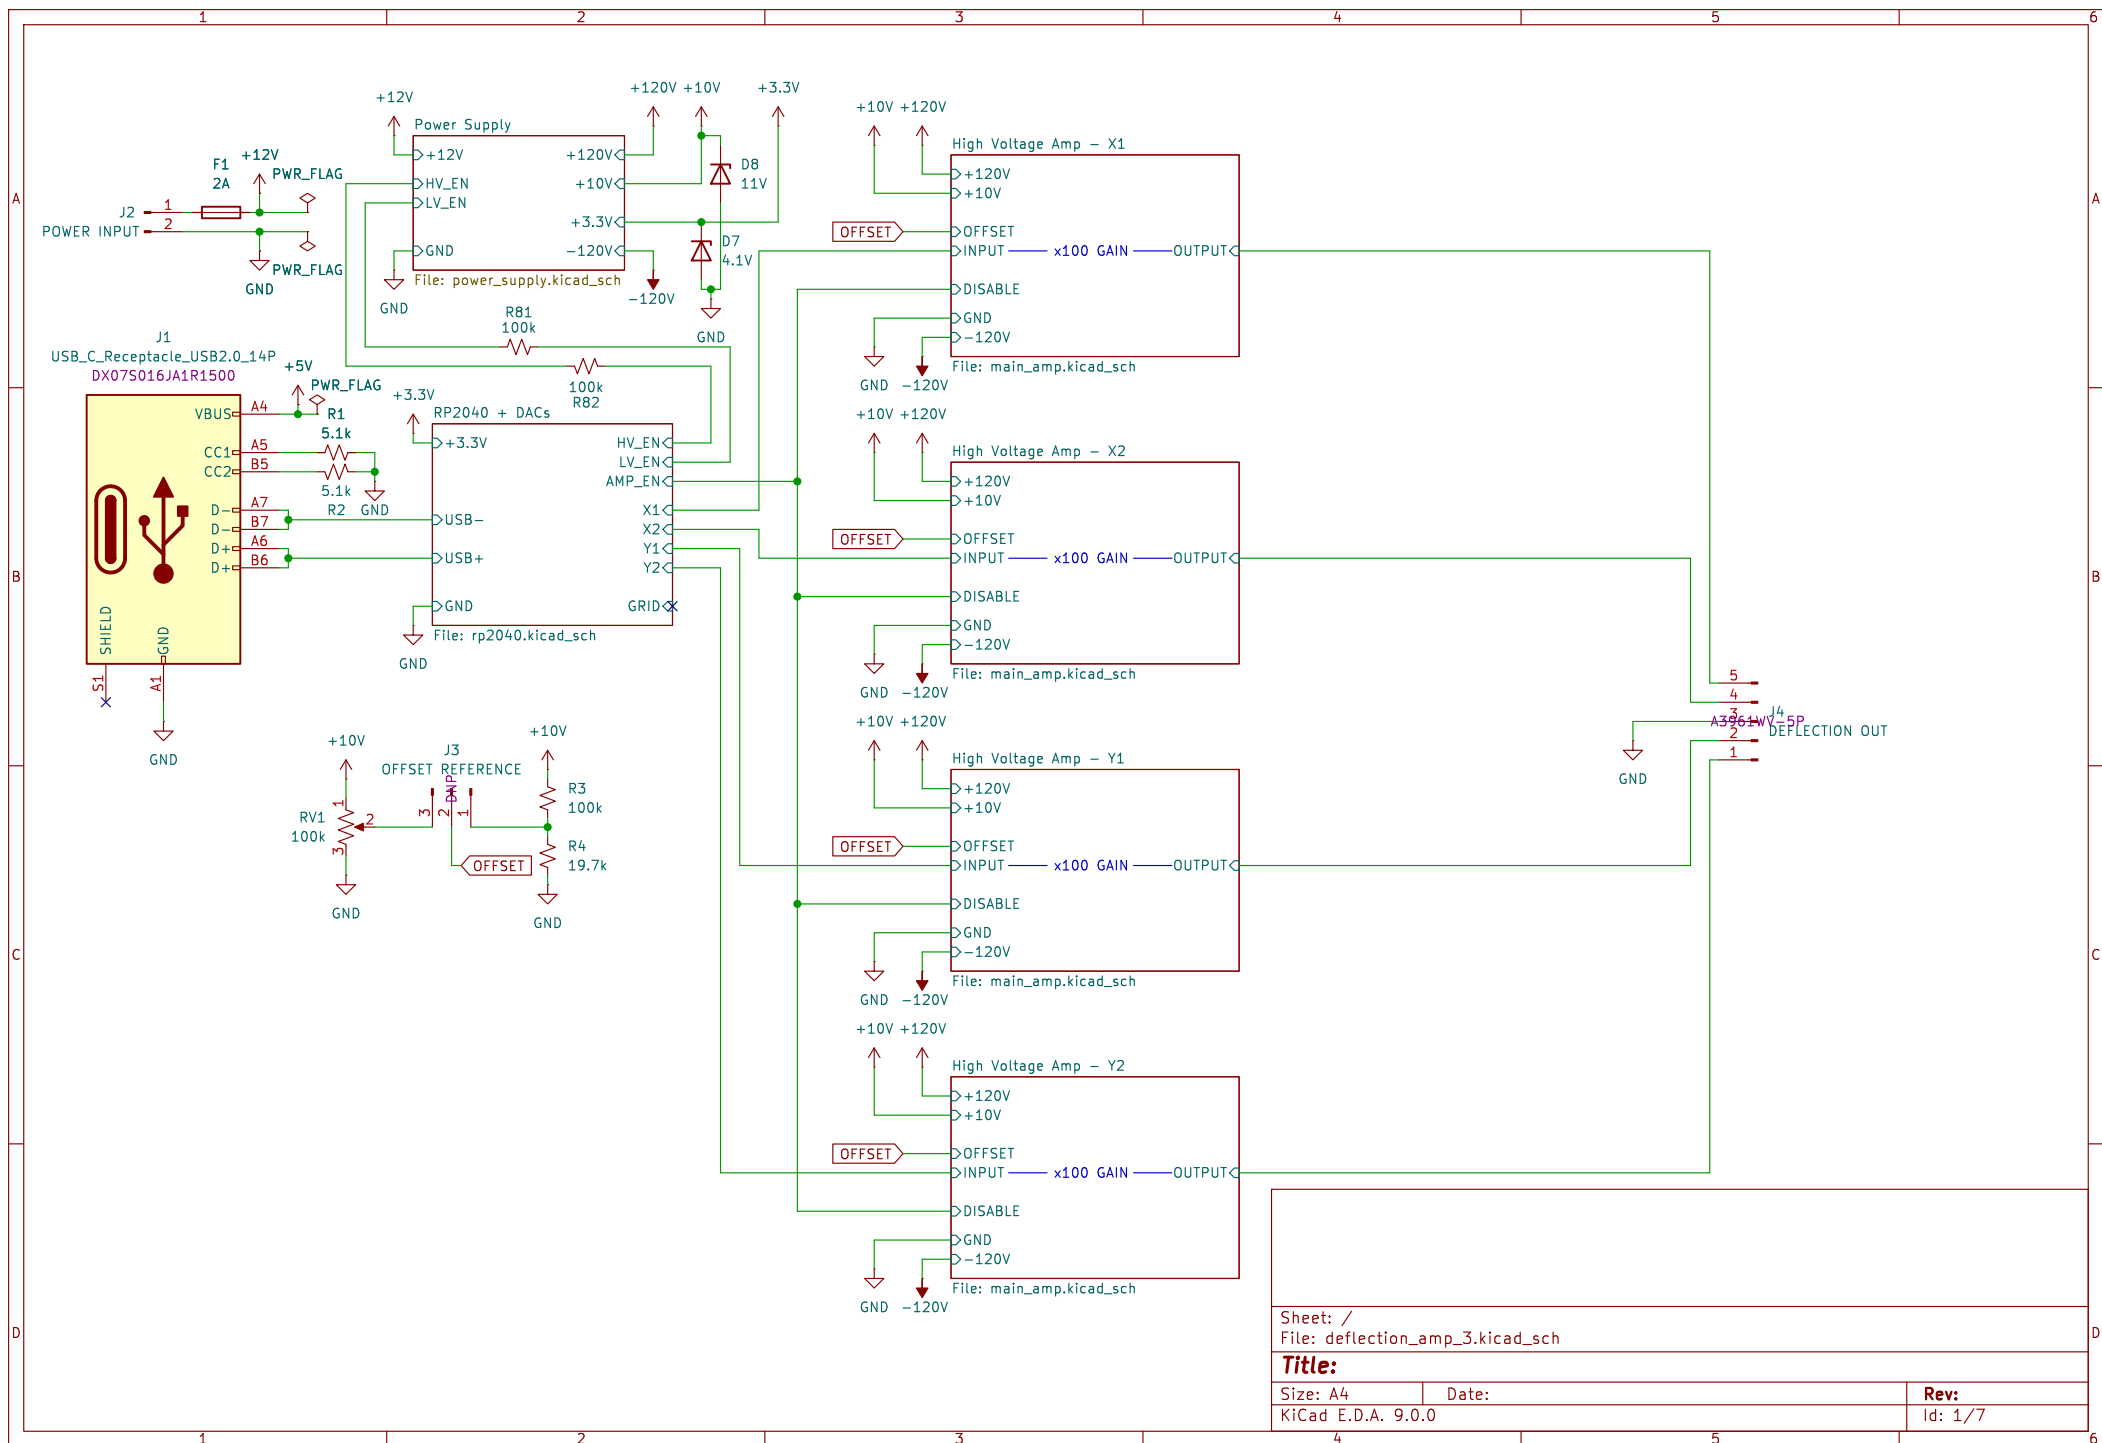 1 2 3 4 5 6
A
B
C
D
A
B
C
D
1 2 3 4 5 6
J2
POWER INPUT
1
2
F1
2A
+12V
PWR_FLAG
PWR_FLAG
GND
+12V
Power Supply
+12V
HV_EN
LV_EN
GND
+120V
+10V
+3.3V
-120V
File: power_supply.kicad_sch
GND
+120V +10V
+3.3V
D8
11V
D7
4.1V
-120V
GND
R81
100k
100k
R82
J1
USB_C_Receptacle_USB2.0_14P
DX07S016JA1R1500
VBUS A4
CC1 A5
CC2 B5
D- A7
D- B7
D+ A6
D+ B6
SHIELD
GND
S1
A1
GND
+5V
PWR_FLAG
R1
5.1k
5.1k
R2
GND
+3.3V
RP2040 + DACs
+3.3V
USB-
USB+
GND
HV_EN
LV_EN
AMP_EN
X1
X2
Y1
Y2
GRID
File: rp2040.kicad_sch
GND
+10V
RV1
100k
1
2
3
GND
J3
OFFSET REFERENCE
DNP
3
2
1
OFFSET
+10V
R3
100k
R4
19.7k
GND
+10V +120V
High Voltage Amp - X1
+120V
+10V
OFFSET
OFFSET
INPUT x100 GAIN OUTPUT
DISABLE
GND
-120V
File: main_amp.kicad_sch
GND -120V
+10V +120V
High Voltage Amp - X2
+120V
+10V
OFFSET
OFFSET
INPUT x100 GAIN OUTPUT
DISABLE
GND
-120V
File: main_amp.kicad_sch
GND -120V
+10V +120V
High Voltage Amp - Y1
+120V
+10V
OFFSET
OFFSET
INPUT x100 GAIN OUTPUT
DISABLE
GND
-120V
File: main_amp.kicad_sch
GND -120V
+10V +120V
High Voltage Amp - Y2
+120V
+10V
OFFSET
OFFSET
INPUT x100 GAIN OUTPUT
DISABLE
GND
-120V
File: main_amp.kicad_sch
GND -120V
5
4
3
2
1
J4
A3961WV-5P
DEFLECTION OUT
GND
Sheet: /
File: deflection_amp_3.kicad_sch
Title:
Size: A4 Date: Rev:
KiCad E.D.A. 9.0.0 Id: 1/7